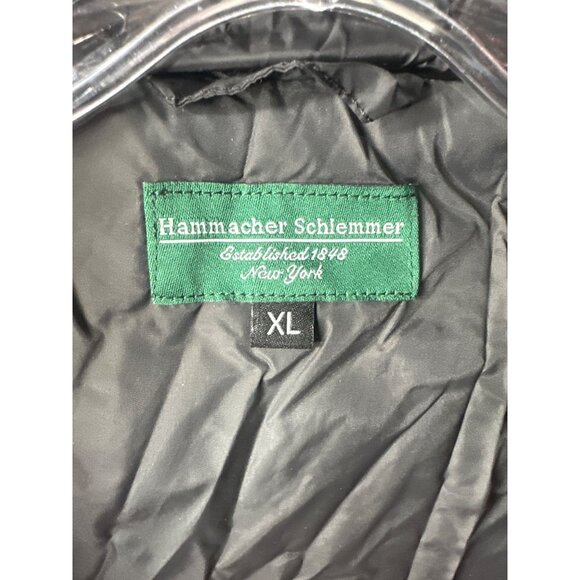 Hammacher Schlemmer
Established 1848
New York
XL